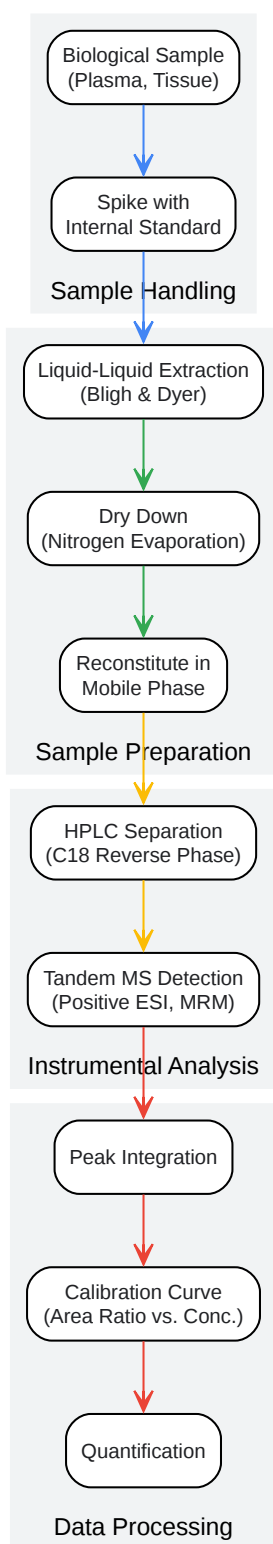 Biological Sample
(Plasma, Tissue)
Spike with
Internal Standard
Sample Handling
Liquid-Liquid Extraction
(Bligh & Dyer)
Dry Down
(Nitrogen Evaporation)
Reconstitute in
Mobile Phase
Sample Preparation
HPLC Separation
(C18 Reverse Phase)
Tandem MS Detection
(Positive ESI, MRM)
Instrumental Analysis
Peak Integration
Calibration Curve
(Area Ratio vs. Conc.)
Quantification
Data Processing